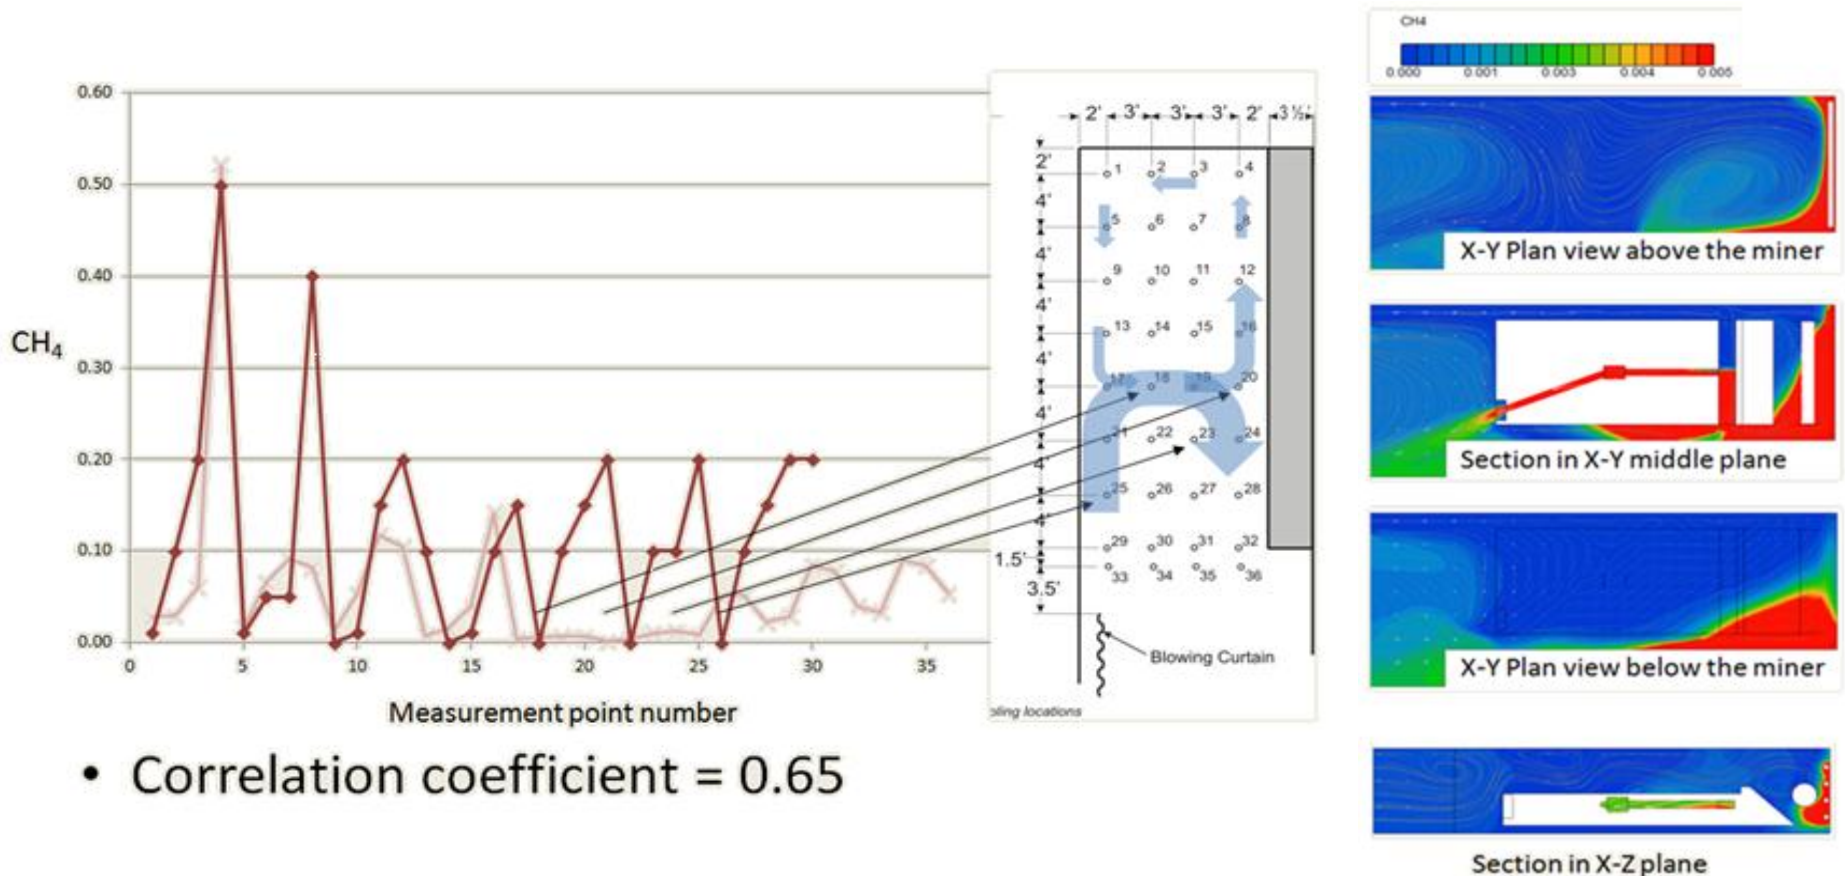 CH4
0.000 0.001 0.003 0.004 0.005
0.60
0.50
0.40
0.30
0.20
0.10
0.00
CH4
0 5 10 15 20 25 30 35
Measurement point number
2' 3' 3' 3' 2' 3 ½'
2'
4'
4'
4'
4'
4'
4'
4'
1.5'
3.5'
1 2 3 4
5 6 7 8
9 10 11 12
13 14 15 16
17 18 19 20
21 22 23 24
25 26 27 28
29 30 31 32
33 34 35 36
Blowing Curtain
pling locations
X-Y Plan view above the miner
Section in X-Y middle plane
X-Y Plan view below the miner
Section in X-Z plane
• Correlation coefficient = 0.65